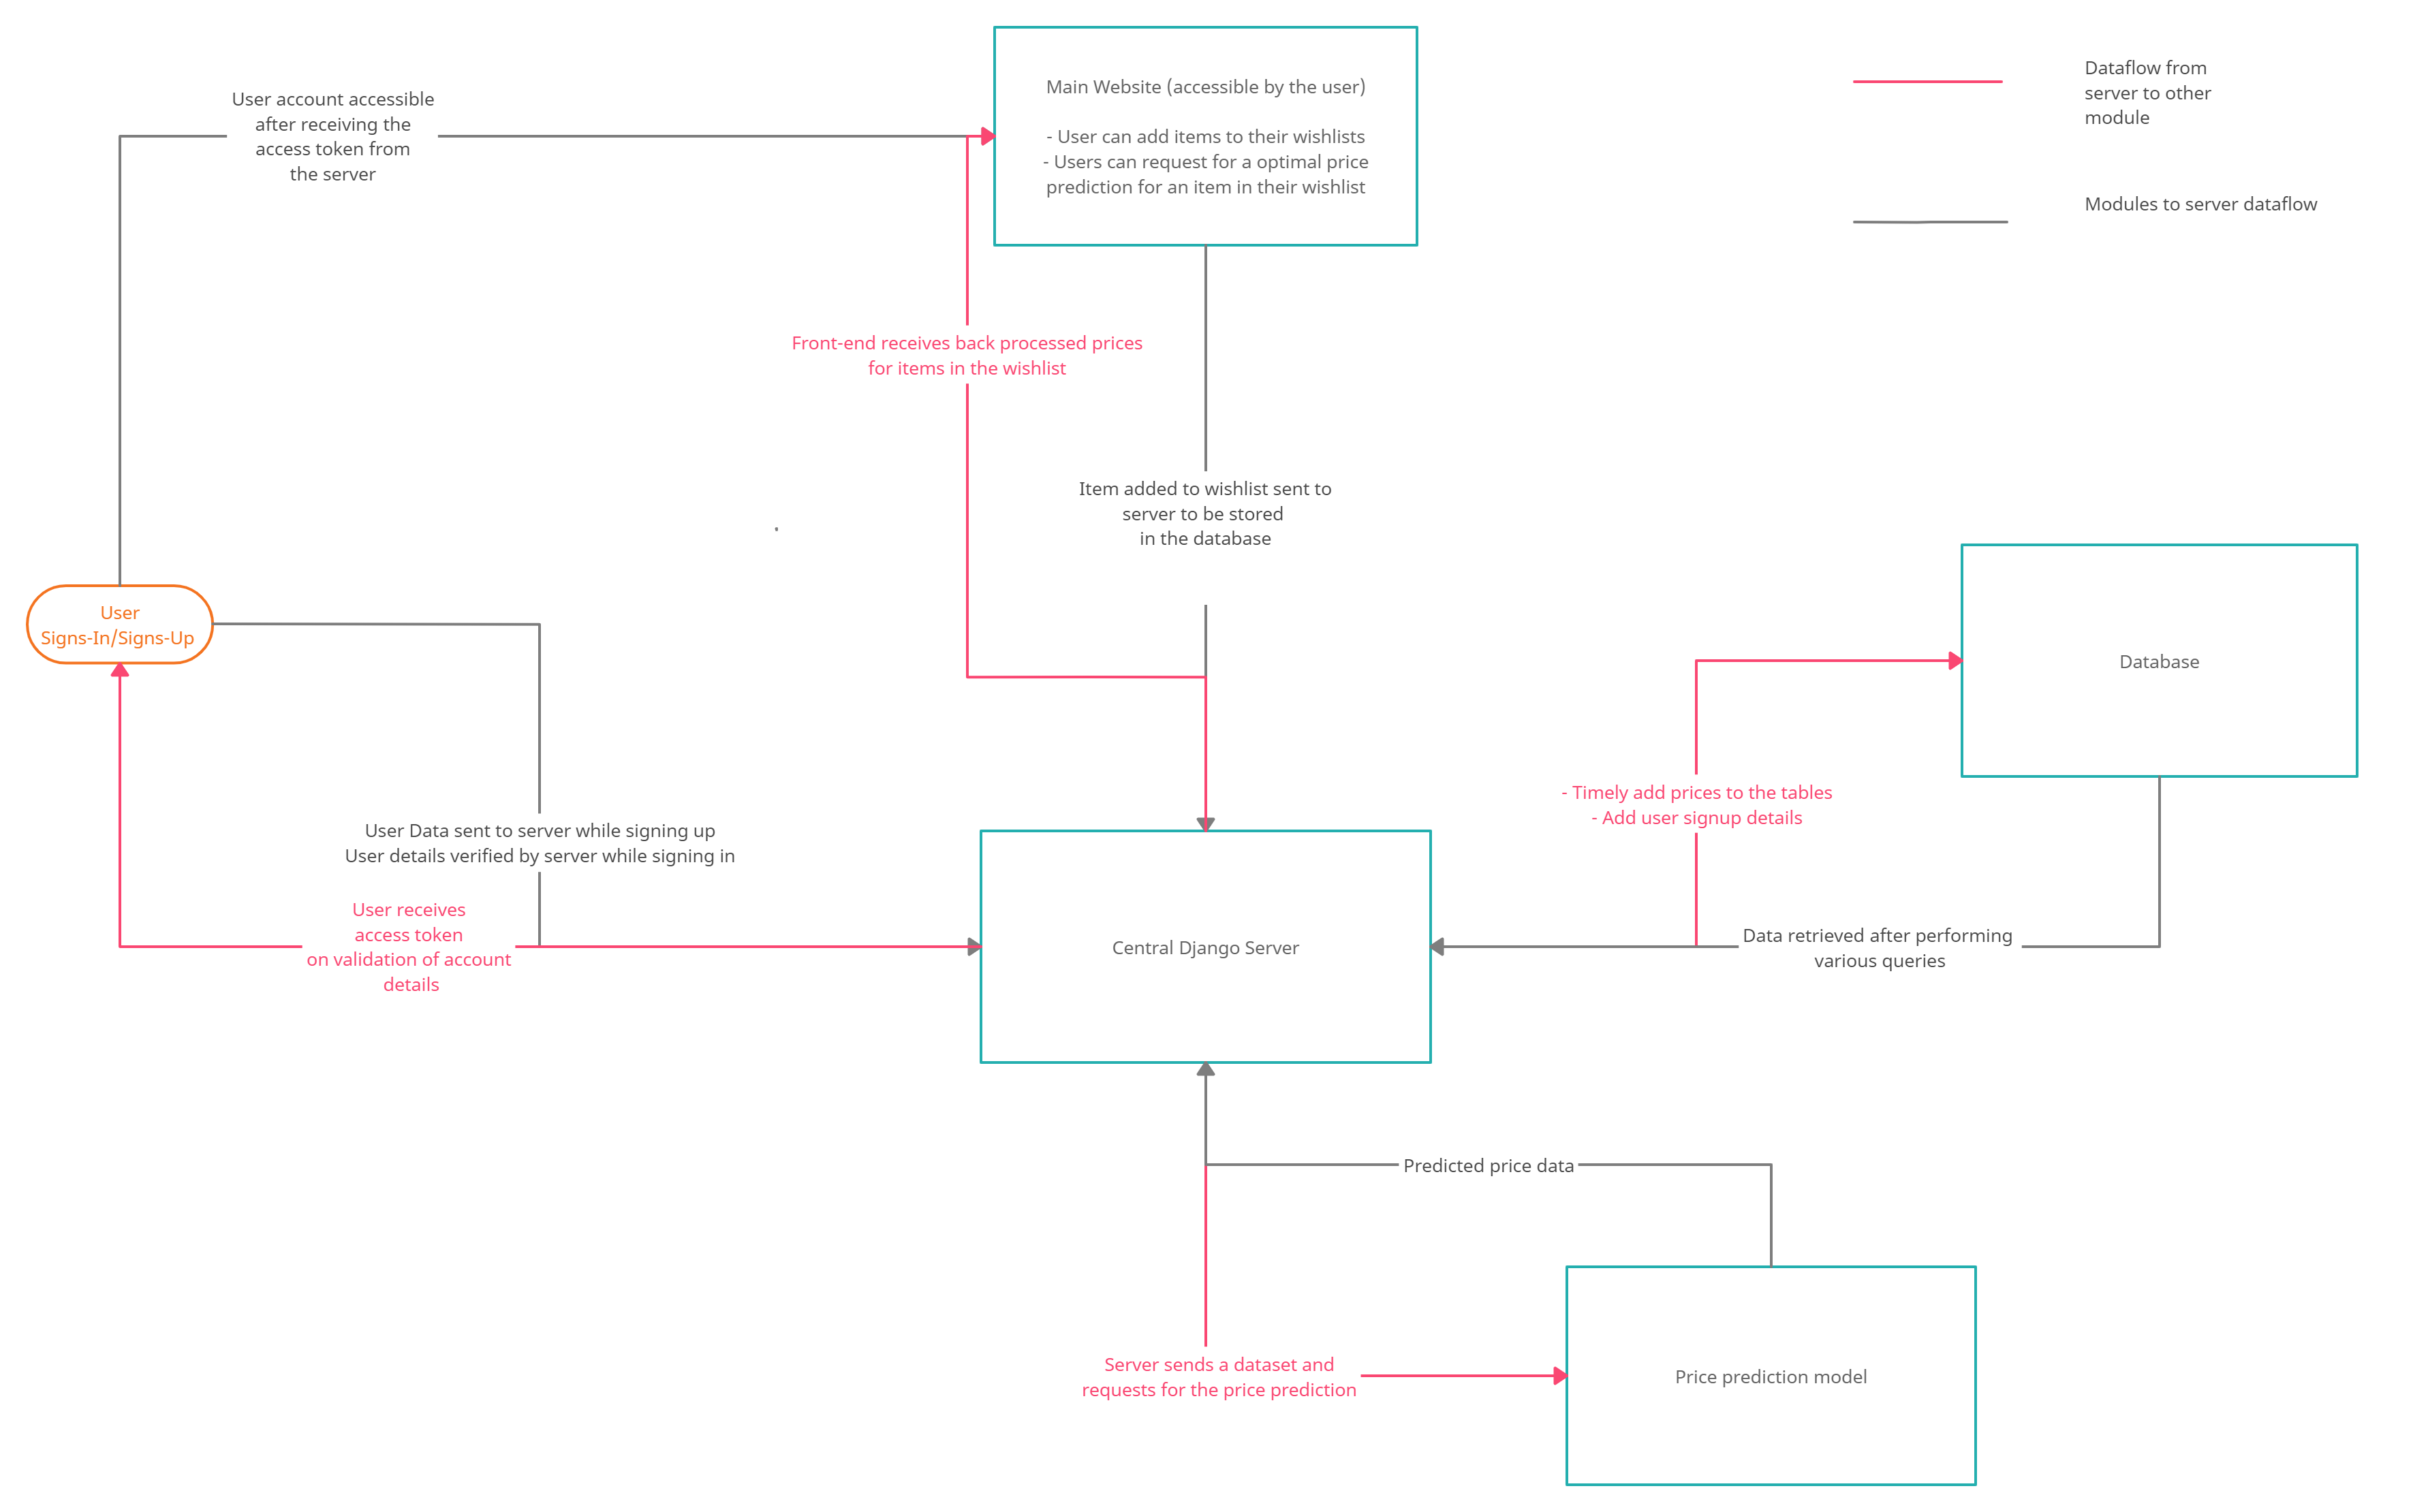 Main Website (accessible by the user)
- User can add items to their wishlists
- Users can request for a optimal price
prediction for an item in their wishlist
Dataflow from
server to other
module
Modules to server dataflow
User account accessible
after receiving the
access token from
the server
Front-end receives back processed prices
for items in the wishlist
Item added to wishlist sent to
server to be stored
in the database
User
Signs-In/Signs-Up
Database
- Timely add prices to the tables
- Add user signup details
User Data sent to server while signing up
User details verified by server while signing in
User receives
access token
on validation of account
details
Central Django Server
Data retrieved after performing
various queries
Predicted price data
Server sends a dataset and
requests for the price prediction
Price prediction model